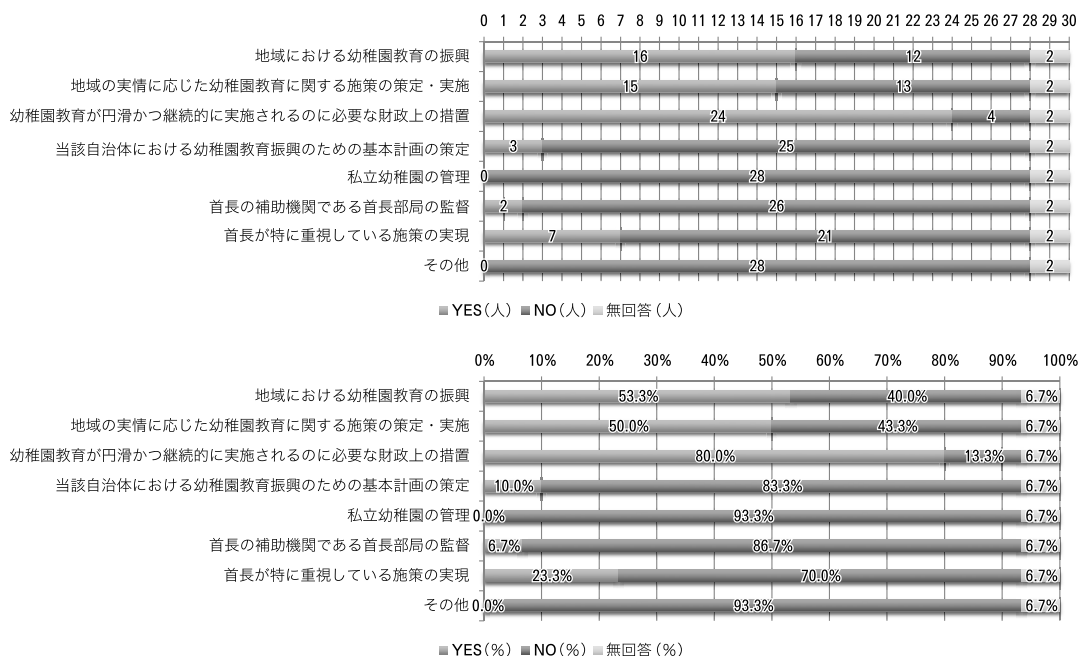 0 1 2 3 4 5 6 7 8 9 10 11 12 13 14 15 16 17 18 19 20 21 22 23 24 25 26 27 28 29 30
地域における幼稚園教育の振興 16 12 2
地域の実情に応じた幼稚園教育に関する施策の策定・実施 15 13 2
幼稚園教育が円滑かつ継続的に実施されるのに必要な財政上の措置 24 4 2
当該自治体における幼稚園教育振興のための基本計画の策定 3 25 2
私立幼稚園の管理 0 28 2
首長の補助機関である首長部局の監督 2 26 2
首長が特に重視している施策の実現 7 21 2
その他 0 28 2
YES(人) NO(人) 無回答(人)
0% 10% 20% 30% 40% 50% 60% 70% 80% 90% 100%
地域における幼稚園教育の振興 53.3% 40.0% 6.7%
地域の実情に応じた幼稚園教育に関する施策の策定・実施 50.0% 43.3% 6.7%
幼稚園教育が円滑かつ継続的に実施されるのに必要な財政上の措置 80.0% 13.3% 6.7%
当該自治体における幼稚園教育振興のための基本計画の策定 10.0% 83.3% 6.7%
私立幼稚園の管理 0.0% 93.3% 6.7%
首長の補助機関である首長部局の監督 6.7% 86.7% 6.7%
首長が特に重視している施策の実現 23.3% 70.0% 6.7%
その他 0.0% 93.3% 6.7%
YES(%) NO(%) 無回答(%)